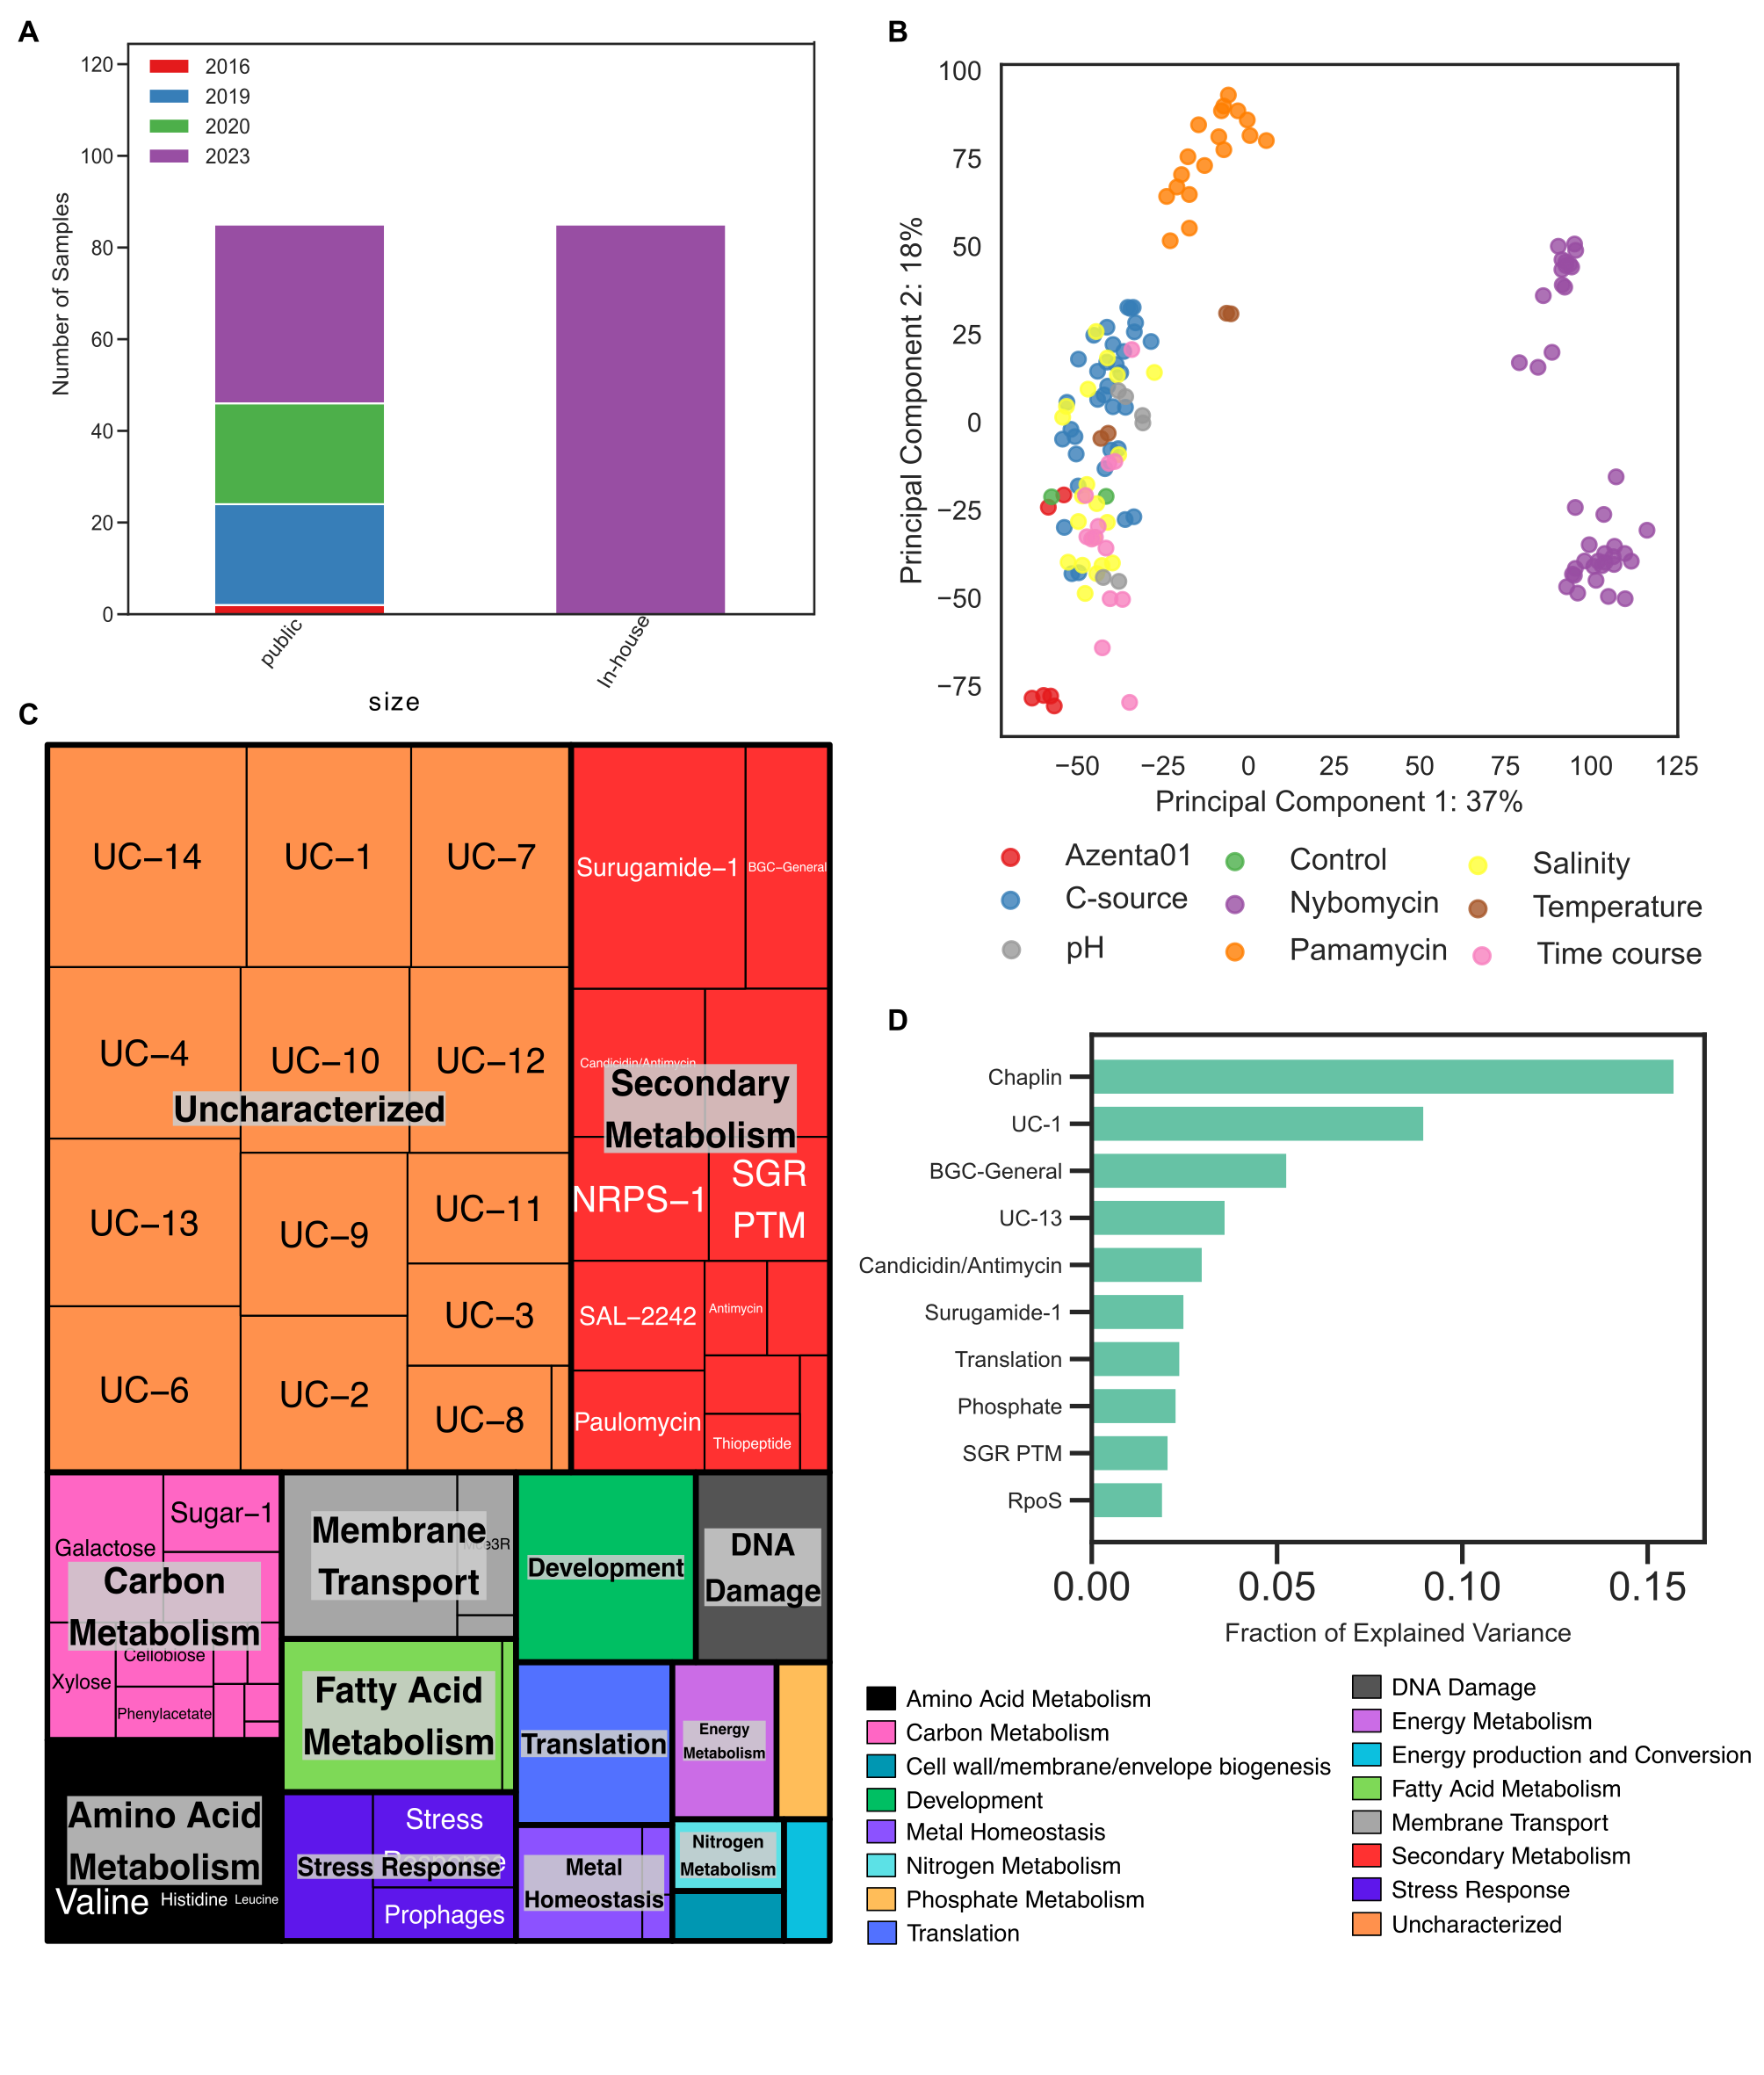 A
120
100
80
60
40
20
0
Number of Samples
2016
2019
2020
2023
public
In-house
size
B
100
75
50
25
0
−25
−50
−75
Principal Component 2: 18%
−50 −25 0 25 50 75 100 125
Principal Component 1: 37%
Azenta01
Control
Salinity
C-source
Nybomycin
Temperature
pH
Pamamycin
Time course
C
UC−14
UC−1
UC−7
UC−4
UC−10
UC−12
Uncharacterized
UC−13
UC−9
UC−11
UC−3
UC−6
UC−2
UC−8
Surugamide−1
BGC−General
Candicidin/Antimycin
Secondary
Metabolism
NRPS−1
SGR
PTM
SAL−2242
Antimycin
Paulomycin
Thiopeptide
Galactose
Sugar−1
Carbon
Metabolism
Xylose
Cellobiose
Phenylacetate
Membrane
Transport
Development
DNA
Damage
Fatty Acid
Metabolism
Translation
Energy
Metabolism
Amino Acid
Metabolism
Valine
Histidine
Leucine
Stress
Stress Response
Prophages
Metal
Homeostasis
Nitrogen
Metabolism
D
Chaplin
UC-1
BGC-General
UC-13
Candicidin/Antimycin
Surugamide-1
Translation
Phosphate
SGR PTM
RpoS
0.00 0.05 0.10 0.15
Fraction of Explained Variance
Amino Acid Metabolism
Carbon Metabolism
Cell wall/membrane/envelope biogenesis
Development
Metal Homeostasis
Nitrogen Metabolism
Phosphate Metabolism
Translation
DNA Damage
Energy Metabolism
Energy production and Conversion
Fatty Acid Metabolism
Membrane Transport
Secondary Metabolism
Stress Response
Uncharacterized